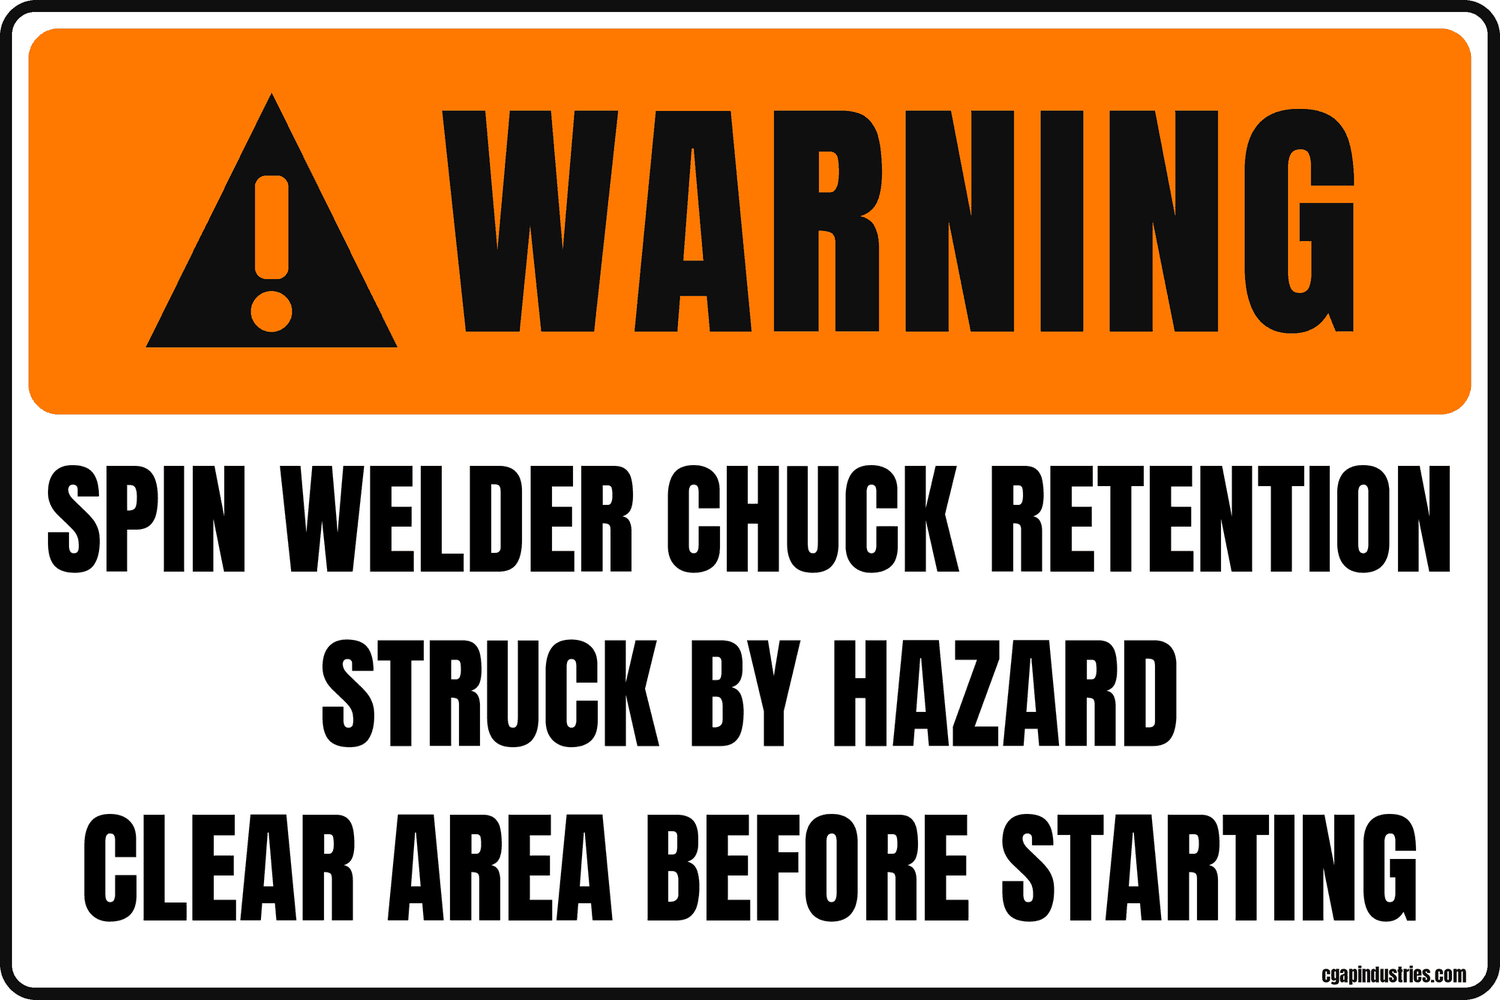 WARNING
SPIN WELDER CHUCK RETENTION
STRUCK BY HAZARD
CLEAR AREA BEFORE STARTING
cgapindustries.com